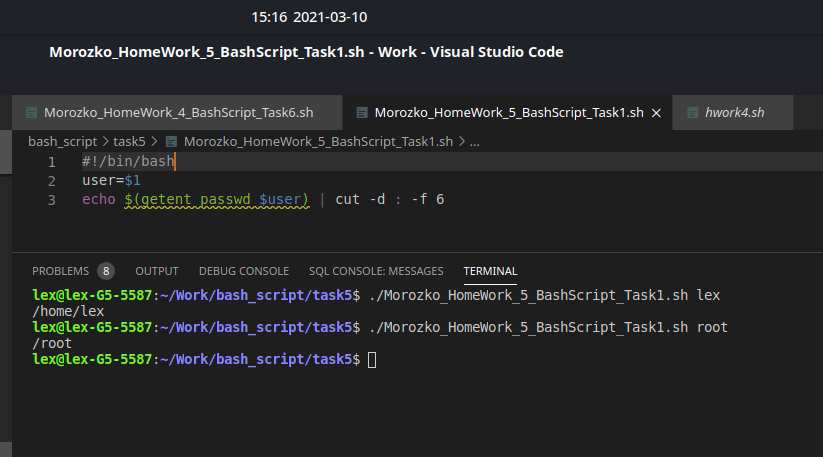 15:16 2021-03-10
Morozko_HomeWork_5_BashScript_Task1.sh - Work - Visual Studio Code
Morozko_HomeWork_4_BashScript_Task6.sh Morozko_HomeWork_5_BashScript_Task1.sh × hwork4.sh
bash_script > task5 > Morozko_HomeWork_5_BashScript_Task1.sh > ...
1 #!/bin/bash
2 user=$1
3 echo $(getent passwd $user) | cut -d : -f 6
PROBLEMS 8 OUTPUT DEBUG CONSOLE SQL CONSOLE: MESSAGES TERMINAL
lex@lex-G5-5587:~/Work/bash_script/task5$ ./Morozko_HomeWork_5_BashScript_Task1.sh lex
/home/lex
lex@lex-G5-5587:~/Work/bash_script/task5$ ./Morozko_HomeWork_5_BashScript_Task1.sh root
/root
lex@lex-G5-5587:~/Work/bash_script/task5$